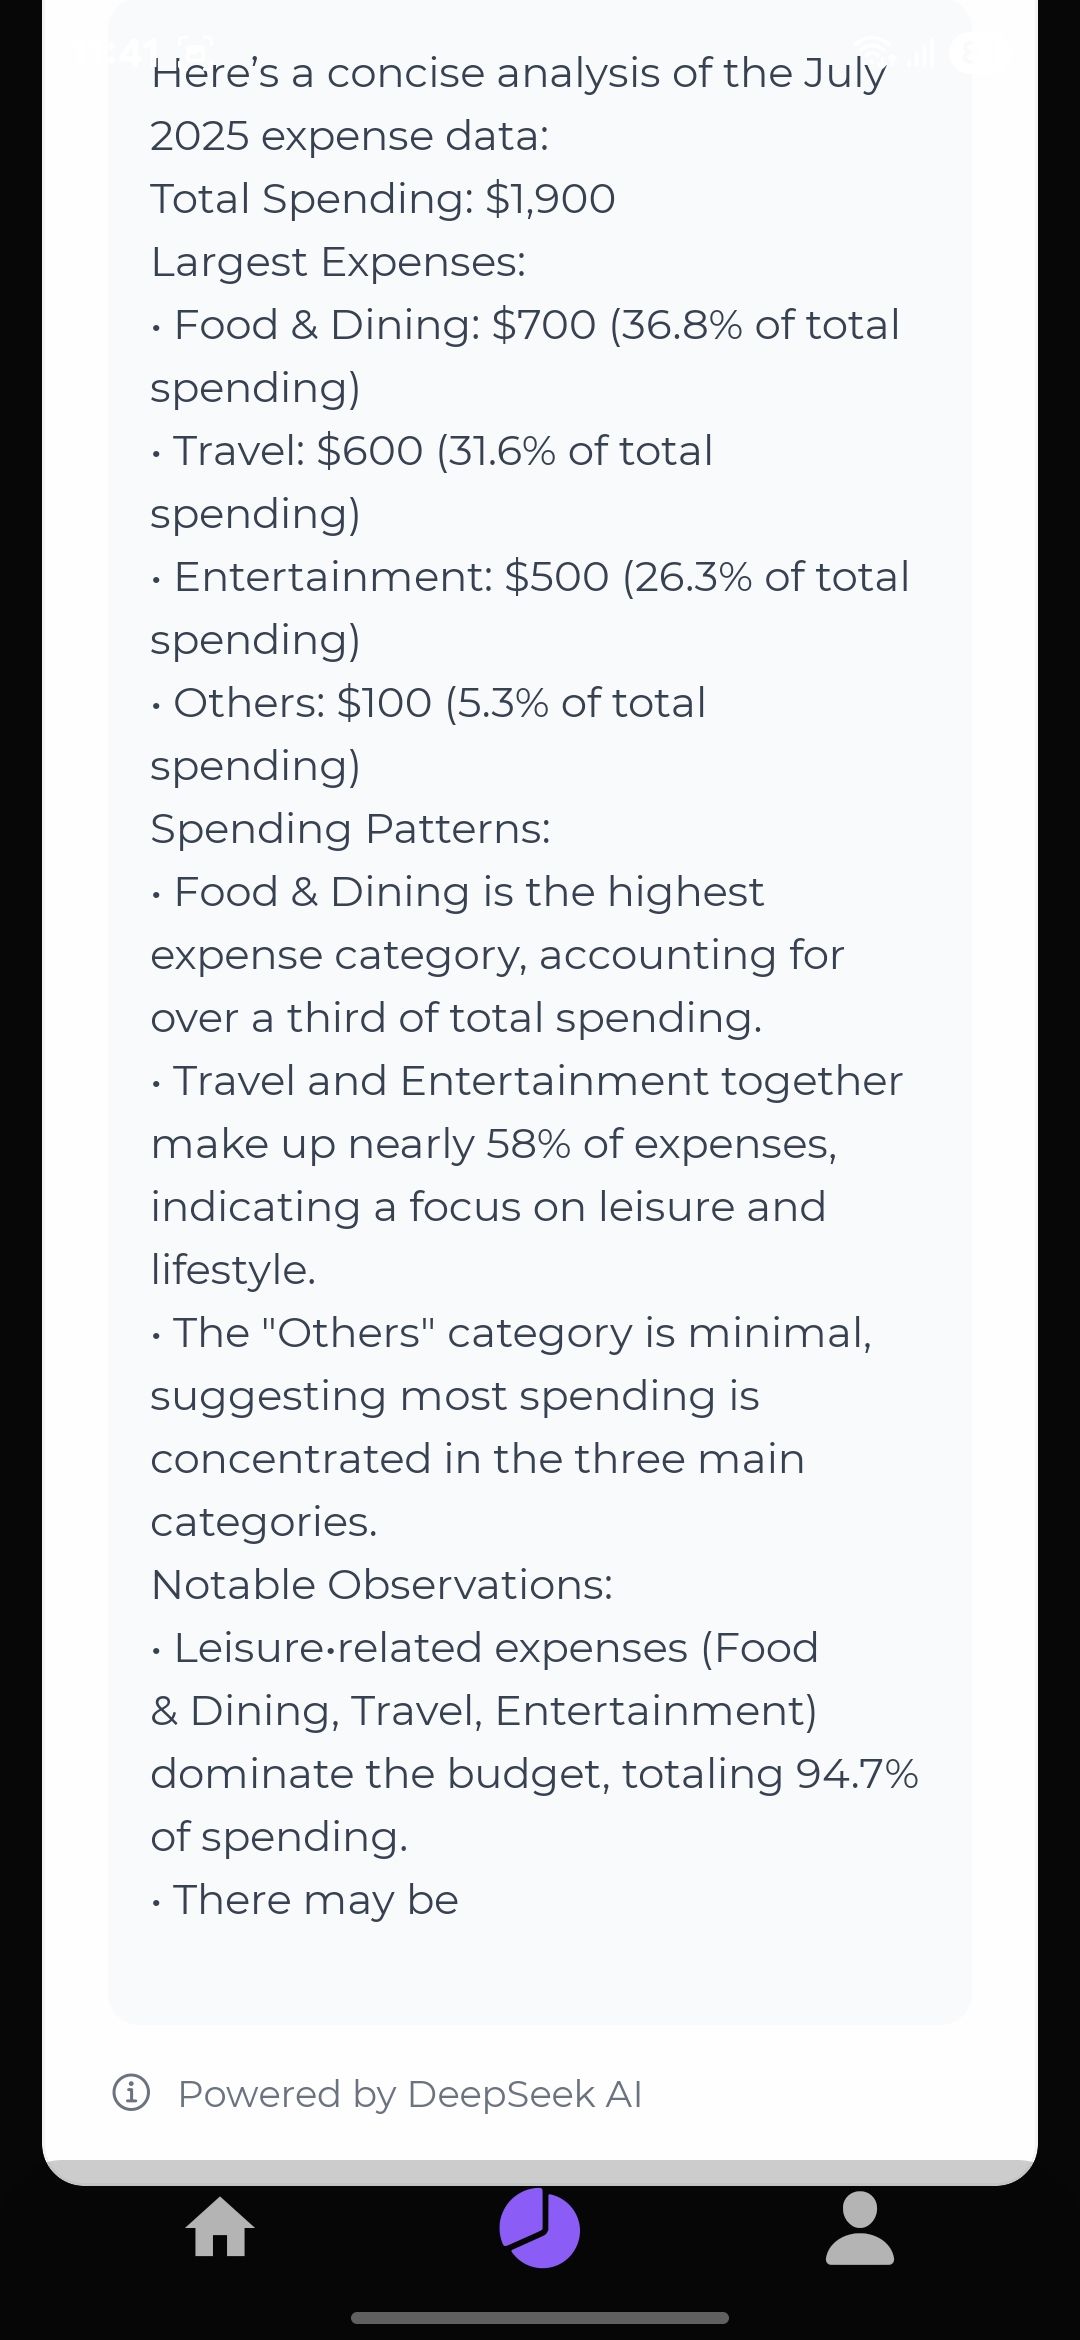 Here’s a concise analysis of the July
2025 expense data:
Total Spending: $1,900
Largest Expenses:
• Food & Dining: $700 (36.8% of total
spending)
• Travel: $600 (31.6% of total
spending)
• Entertainment: $500 (26.3% of total
spending)
• Others: $100 (5.3% of total
spending)
Spending Patterns:
• Food & Dining is the highest
expense category, accounting for
over a third of total spending.
• Travel and Entertainment together
make up nearly 58% of expenses,
indicating a focus on leisure and
lifestyle.
• The "Others" category is minimal,
suggesting most spending is
concentrated in the three main
categories.
Notable Observations:
• Leisure•related expenses (Food
& Dining, Travel, Entertainment)
dominate the budget, totaling 94.7%
of spending.
• There may be
Powered by DeepSeek AI